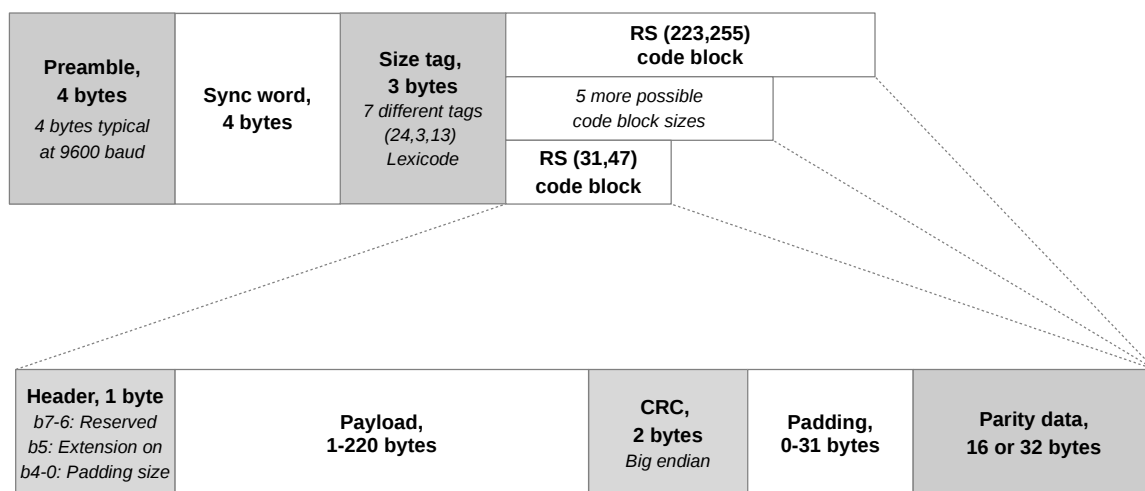 Preamble,
4 bytes
4 bytes typical
at 9600 baud
Sync word,
4 bytes
Size tag,
3 bytes
7 different tags
(24,3,13)
Lexicode
RS (223,255)
code block
5 more possible
code block sizes
RS (31,47)
code block
Header, 1 byte
b7-6: Reserved
b5: Extension on
b4-0: Padding size
Payload,
1-220 bytes
CRC,
2 bytes
Big endian
Padding,
0-31 bytes
Parity data,
16 or 32 bytes